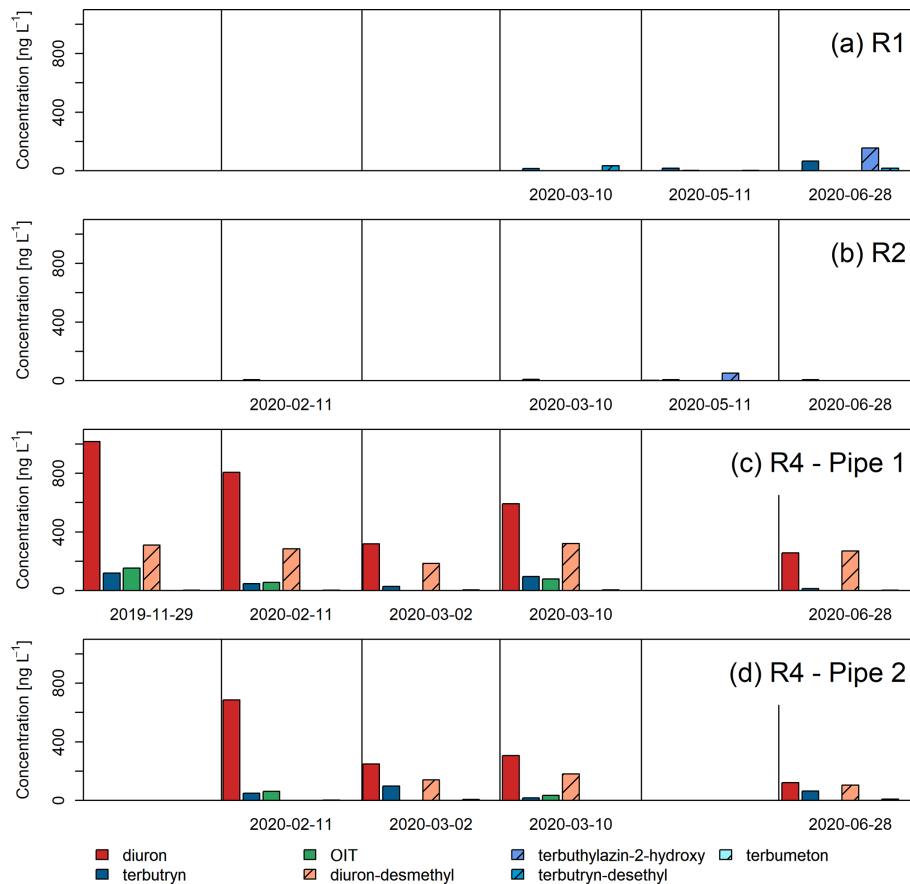 (a) R1
Concentration [ng L⁻¹]
800
400
0
2020-03-10 2020-05-11 2020-06-28
(b) R2
Concentration [ng L⁻¹]
800
400
0
2020-02-11 2020-03-10 2020-05-11 2020-06-28
(c) R4 - Pipe 1
Concentration [ng L⁻¹]
800
400
0
2019-11-29 2020-02-11 2020-03-02 2020-03-10 2020-06-28
(d) R4 - Pipe 2
Concentration [ng L⁻¹]
800
400
0
2020-02-11 2020-03-02 2020-03-10 2020-06-28
diuron OIT terbuthylazin-2-hydroxy terbumeton
terbutryn diuron-desmethyl terbutryn-desethyl